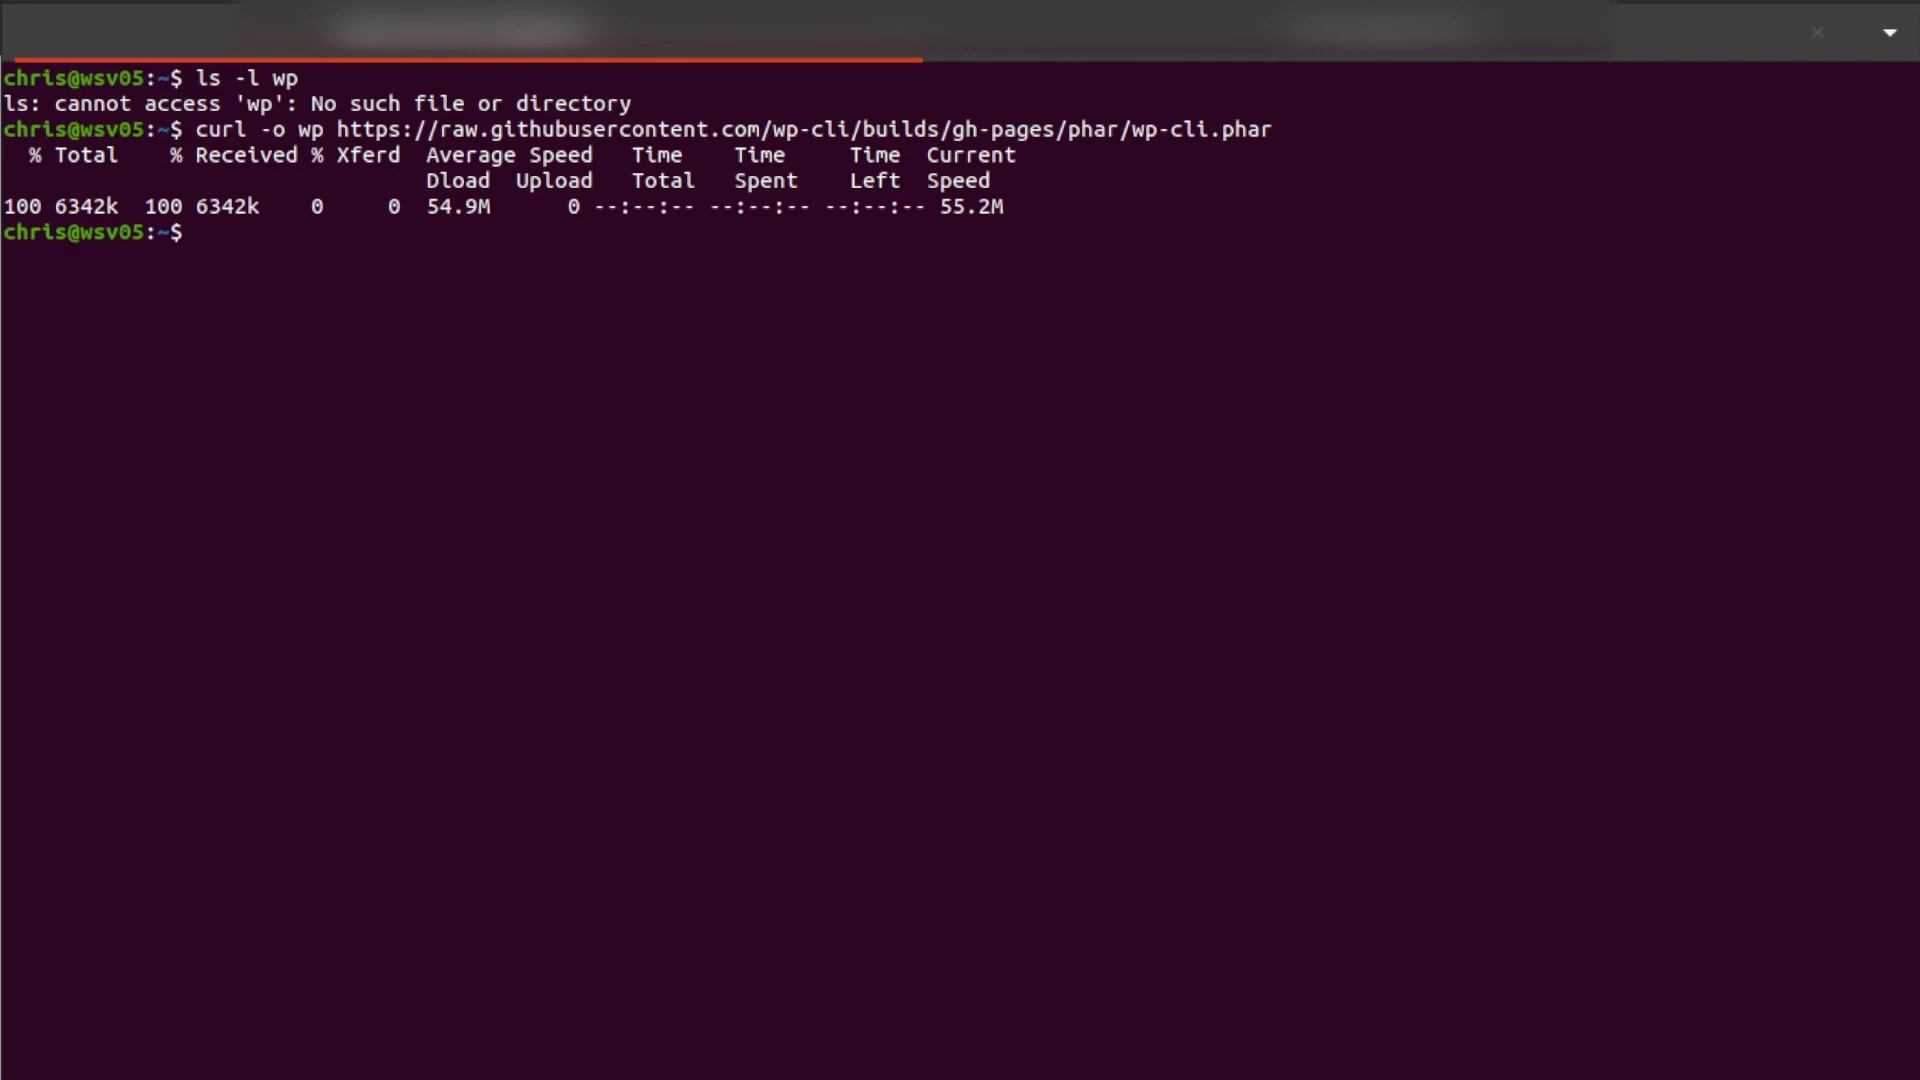 chris@wsv05:~$ ls -l wp
ls: cannot access 'wp': No such file or directory
chris@wsv05:~$ curl -o wp https://raw.githubusercontent.com/wp-cli/builds/gh-pages/phar/wp-cli.phar
  % Total    % Received % Xferd  Average Speed   Time    Time     Time  Current
                                 Dload  Upload   Total   Spent    Left  Speed
100 6342k  100 6342k    0     0  54.9M      0 --:--:-- --:--:-- --:--:-- 55.2M
chris@wsv05:~$